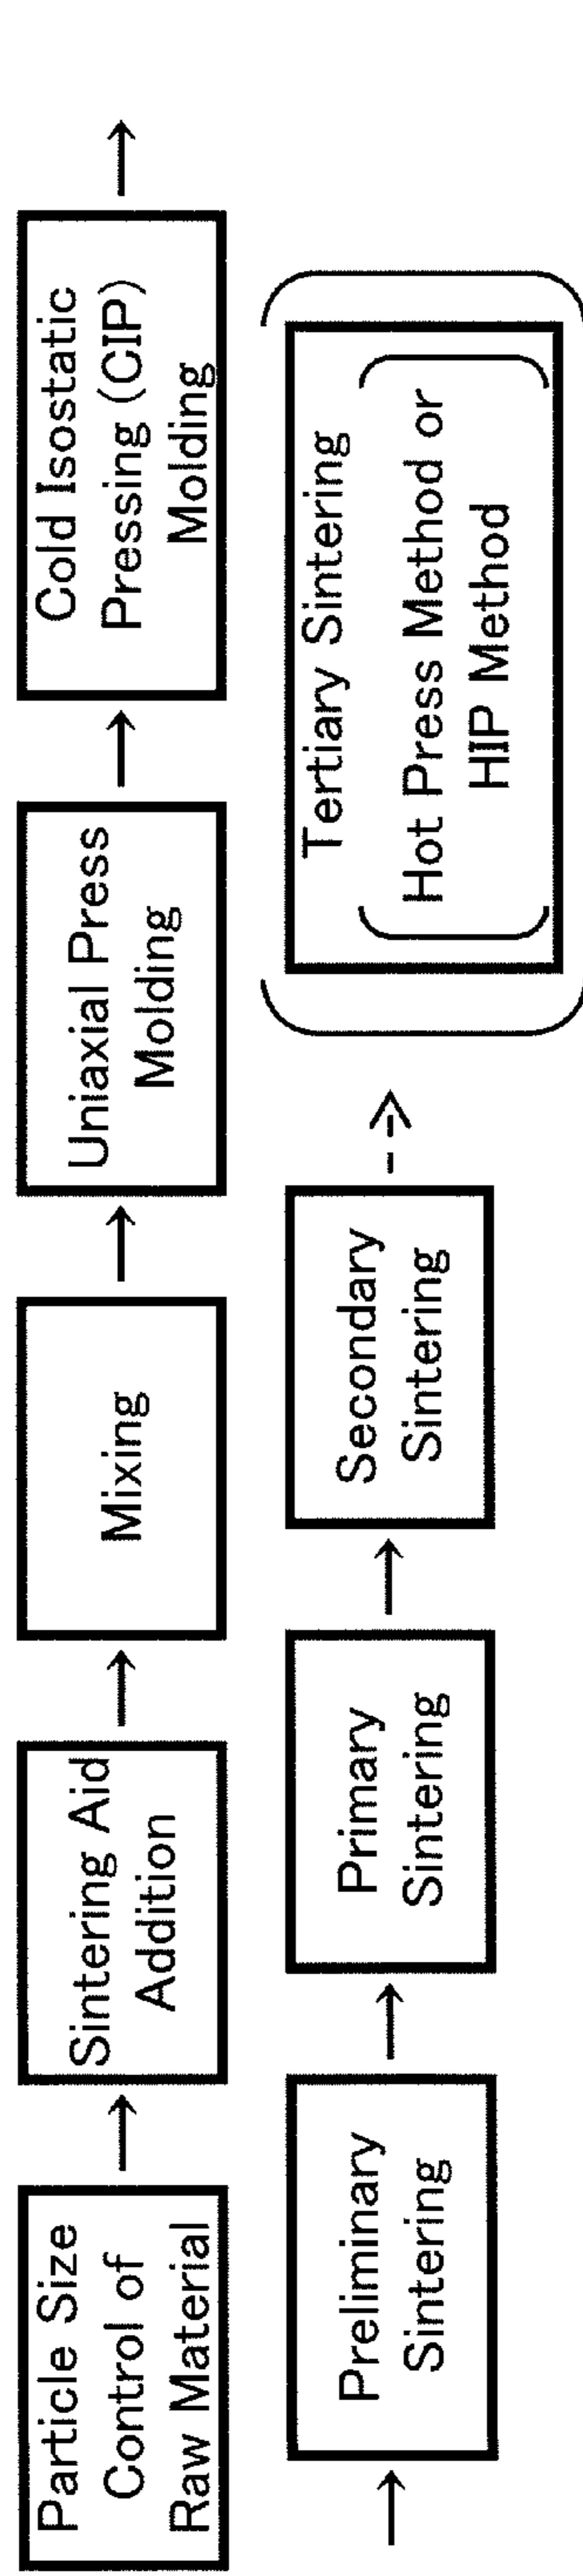 Particle Size
Control of
Raw Material
Sintering Aid
Addition
Mixing
Uniaxial Press
Molding
Cold Isostatic
Pressing (CIP)
Molding
Preliminary
Sintering
Primary
Sintering
Secondary
Sintering
Tertiary Sintering
Hot Press Method or
HIP Method